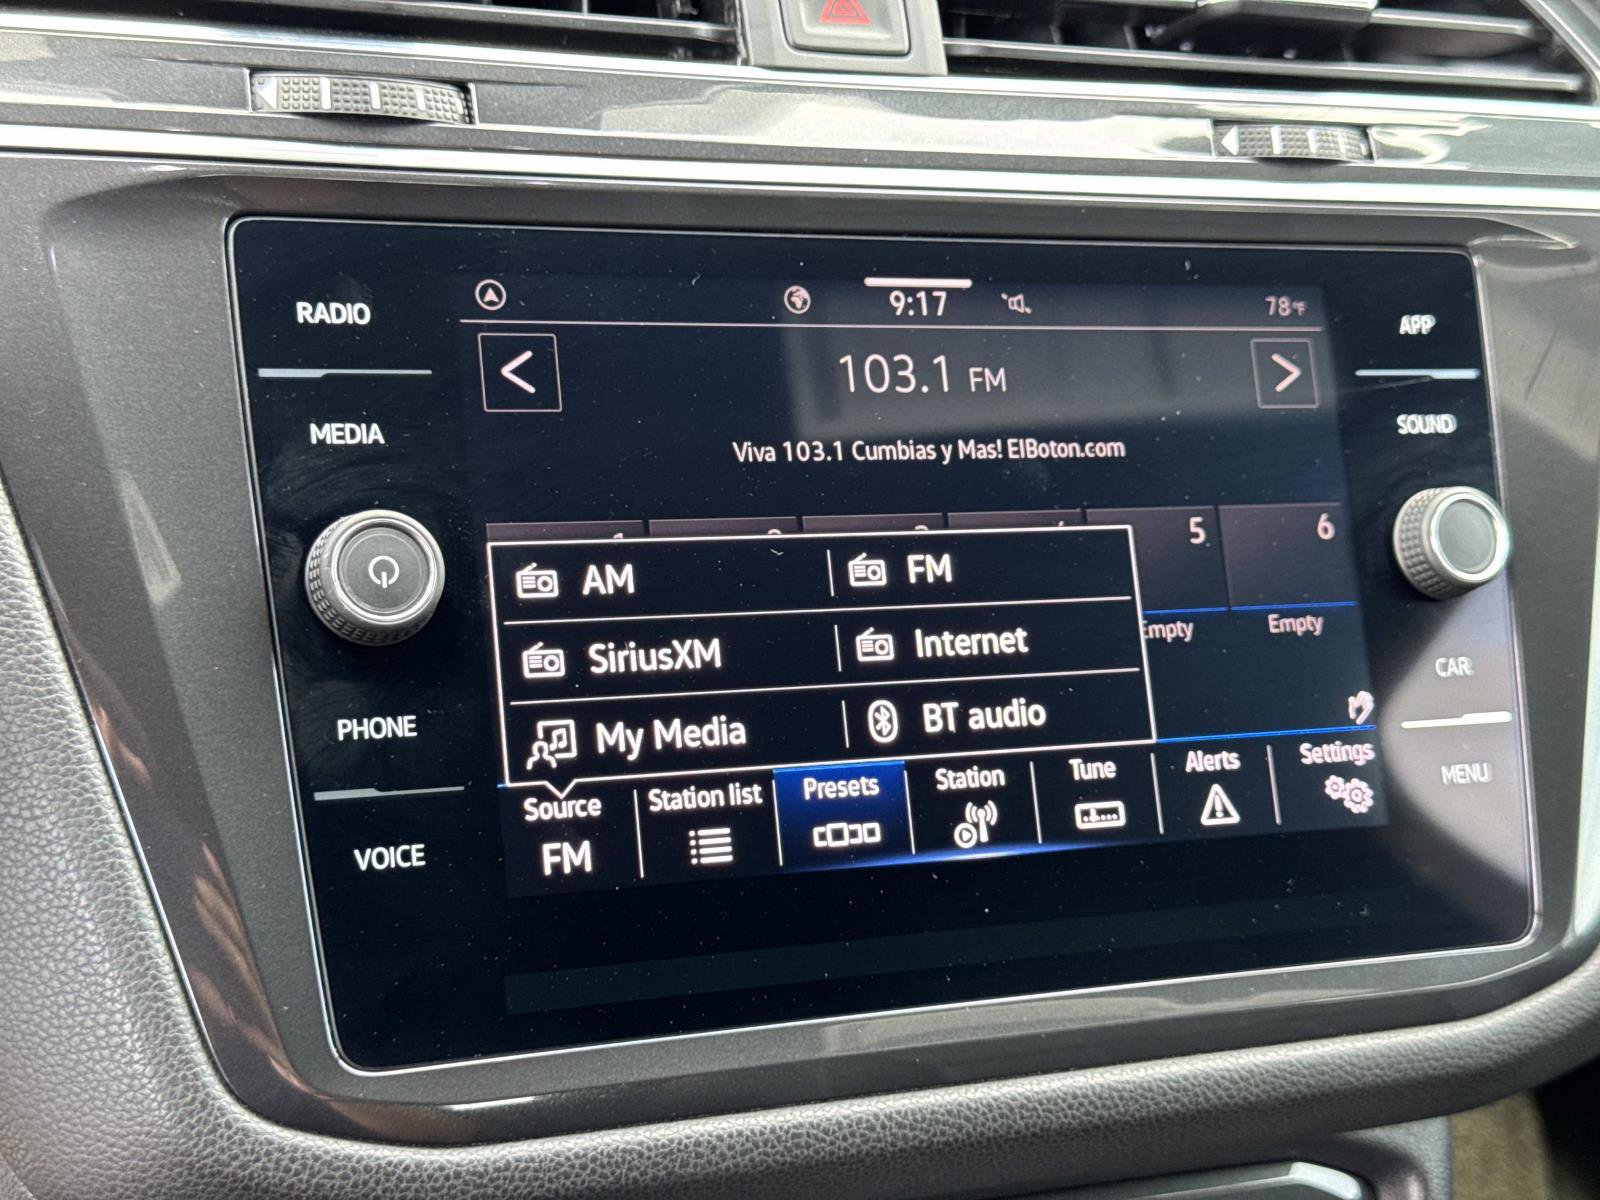 RADIO
MEDIA
PHONE
VOICE
9:17
78°F
103.1 FM
Viva 103.1 Cumbias y Mas! ElBoton.com
5
6
AM
FM
SiriusXM
Internet
My Media
BT audio
Empty
Empty
Source
FM
Station list
Presets
Station
Tune
Alerts
Settings
APP
SOUND
CAR
MENU